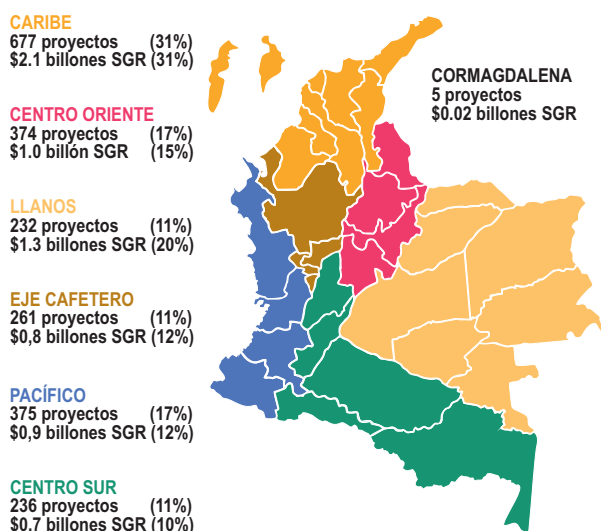 CARIBE
677 proyectos (31%)
$2.1 billones SGR (31%)
CENTRO ORIENTE
374 proyectos (17%)
$1.0 billón SGR (15%)
LLANOS
232 proyectos (11%)
$1.3 billones SGR (20%)
EJE CAFETERO
261 proyectos (11%)
$0,8 billones SGR (12%)
PACÍFICO
375 proyectos (17%)
$0,9 billones SGR (12%)
CENTRO SUR
236 proyectos (11%)
$0.7 billones SGR (10%)
CORMAGDALENA
5 proyectos
$0.02 billones SGR